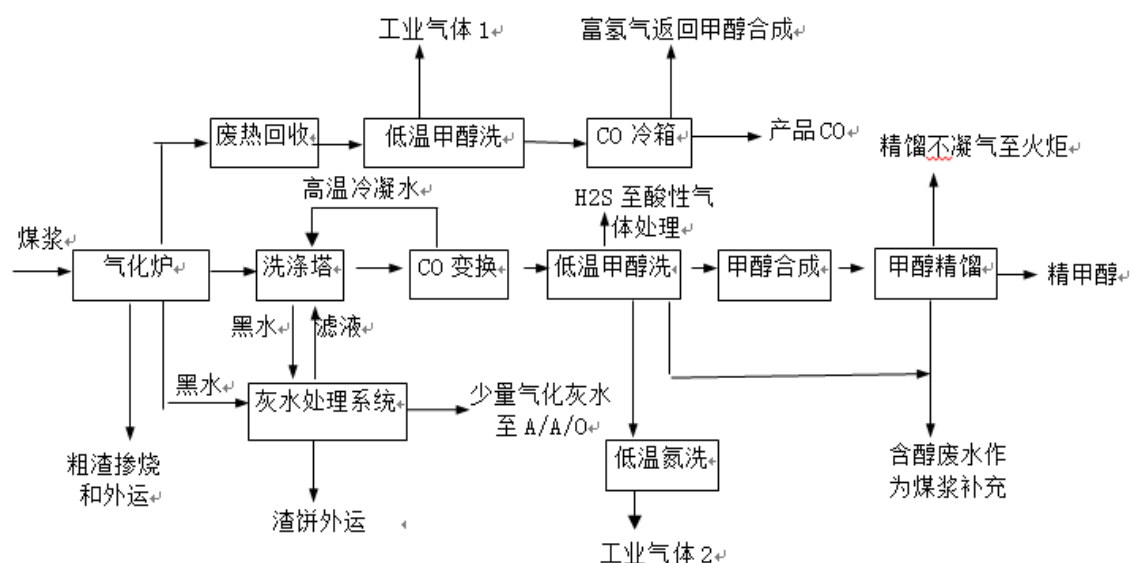 工业气体1
富氢气返回甲醇合成
废热回收
低温甲醇洗
CO 冷箱
产品CO
精馏不凝气至火炬
高温冷凝水
H2S 至酸性气
体处理
煤浆
气化炉
洗涤塔
CO 变换
低温甲醇洗
甲醇合成
甲醇精馏
精甲醇
黑水
滤液
黑水
灰水处理系统
少量气化灰水
至 A/A/O
粗渣掺烧
和外运
低温氮洗
含醇废水作
为煤浆补充
渣饼外运
工业气体2